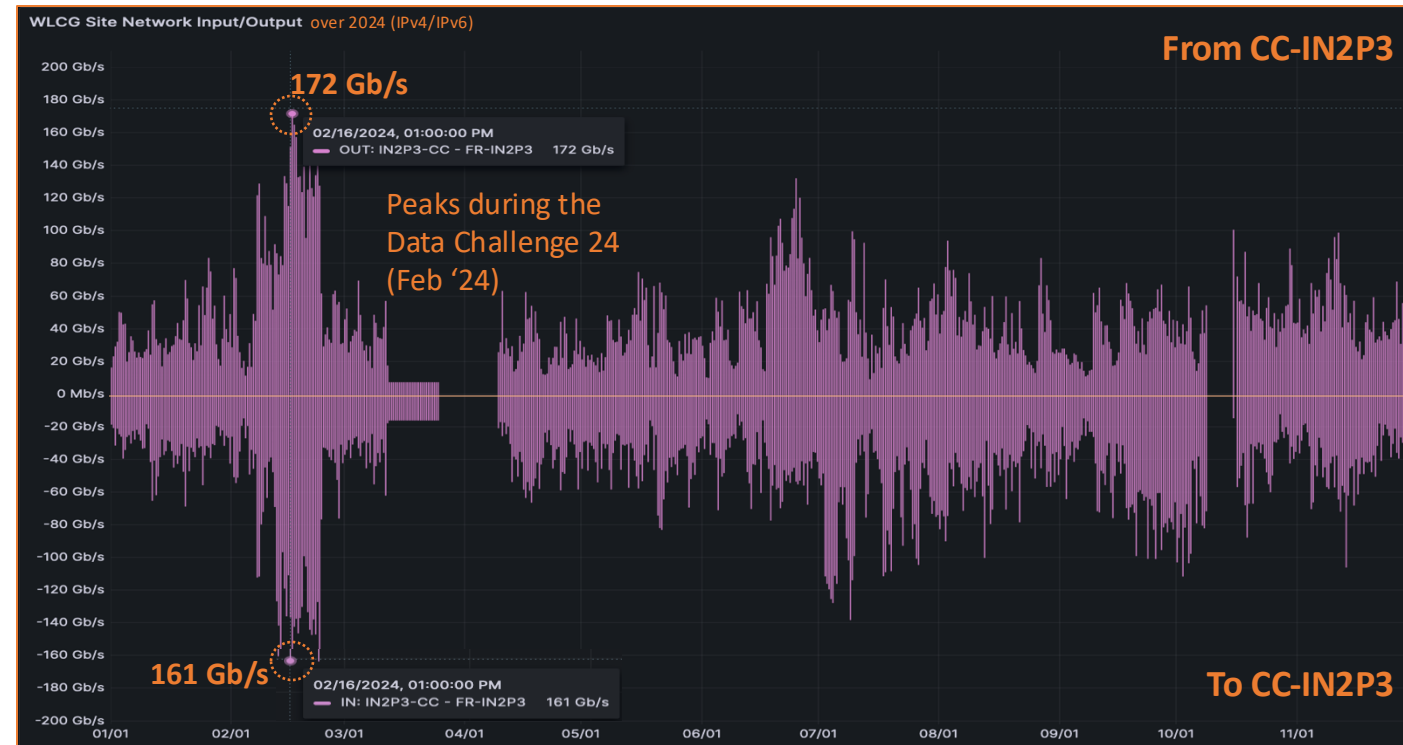 WLCG Site Network Input/Output over 2024 (IPv4/IPv6)
From CC-IN2P3
200 Gb/s
180 Gb/s
160 Gb/s
140 Gb/s
120 Gb/s
100 Gb/s
80 Gb/s
60 Gb/s
40 Gb/s
20 Gb/s
0 Mb/s
-20 Gb/s
-40 Gb/s
-60 Gb/s
-80 Gb/s
-100 Gb/s
-120 Gb/s
-140 Gb/s
-160 Gb/s
-180 Gb/s
-200 Gb/s
172 Gb/s
02/16/2024, 01:00:00 PM
OUT: IN2P3-CC - FR-IN2P3 172 Gb/s
Peaks during the
Data Challenge 24
(Feb ‘24)
161 Gb/s
02/16/2024, 01:00:00 PM
IN: IN2P3-CC - FR-IN2P3 161 Gb/s
To CC-IN2P3
01/01 02/01 03/01 04/01 05/01 06/01 07/01 08/01 09/01 10/01 11/01